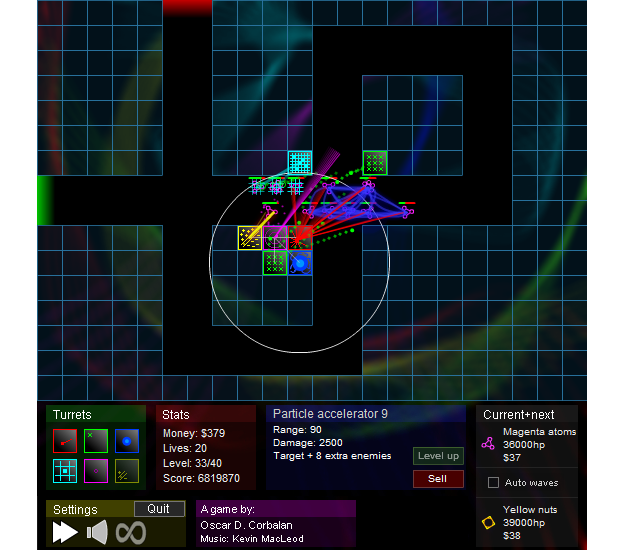 Turrets
Stats
Money: $379
Lives: 20
Level: 33/40
Score: 6819870
Particle accelerator 9
Range: 90
Damage: 2500
Target + 8 extra enemies
Level up
Sell
Current+next
Magenta atoms
36000hp
$37
Auto waves
Yellow nuts
39000hp
$38
Settings
Quit
A game by:
Oscar D. Corbalan
Music: Kevin MacLeod